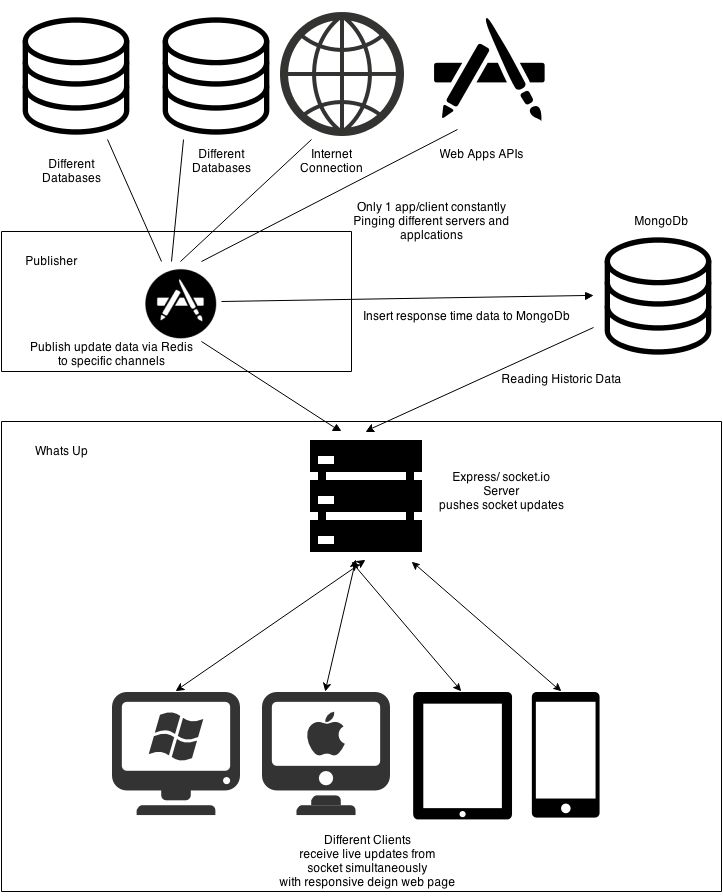 Different
Databases
Different
Databases
Internet
Connection
Web Apps APIs
Only 1 app/client constantly
Pinging different servers and
applcations
MongoDb
Publisher
Insert response time data to MongoDb
Publish update data via Redis
to specific channels
Reading Historic Data
Whats Up
Express/ socket.io
Server
pushes socket updates
Different Clients
receive live updates from
socket simultaneously
with responsive deign web page